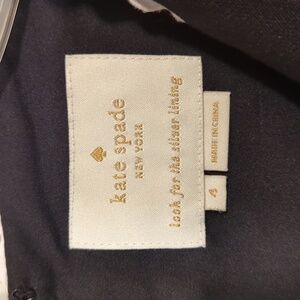 kate spade
NEW YORK
look for the silver lining
MADE IN CHINA
4